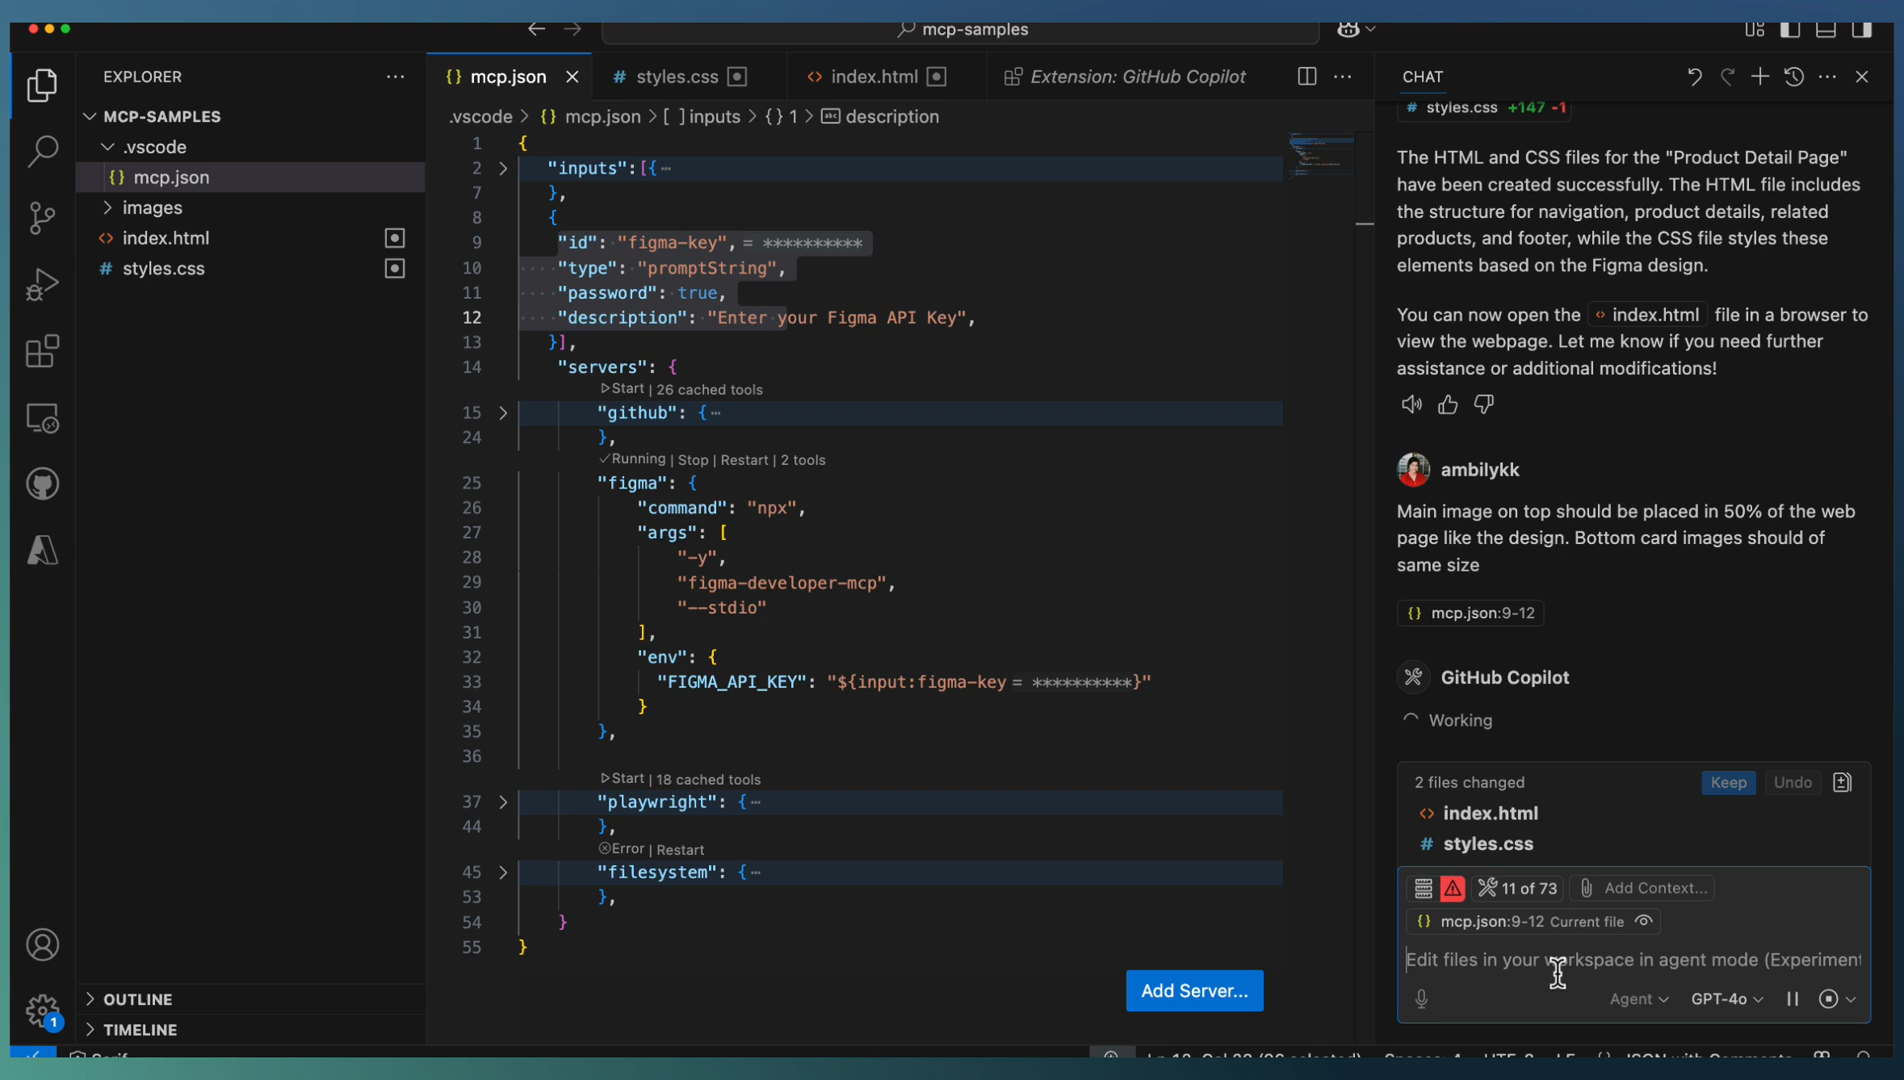 mcp-samples
EXPLORER
MCP-SAMPLES
.vscode
{} mcp.json
images
<> index.html
# styles.css
OUTLINE
TIMELINE
1
{} mcp.json
# styles.css
<> index.html
Extension: GitHub Copilot
.vscode > {} mcp.json > [ ] inputs > {} 1 > abc description
1 {
2 "inputs":[{ ⋯
7 },
8 {
9 "id": "figma-key", = **********
10 "type": "promptString",
11 "password": true,
12 "description": "Enter your Figma API Key",
13 }],
14 "servers": {
Start | 26 cached tools
15 "github": { ⋯
24 },
✓Running | Stop | Restart | 2 tools
25 "figma": {
26 "command": "npx",
27 "args": [
28 "-y",
29 "figma-developer-mcp",
30 "--stdio"
31 ],
32 "env": {
33 "FIGMA_API_KEY": "${input:figma-key = **********}"
34 }
35 },
36
Start | 18 cached tools
37 "playwright": { ⋯
44 },
Error | Restart
45 "filesystem": { ⋯
53 },
54 }
55 }
Add Server...
CHAT
# styles.css +147 -1
The HTML and CSS files for the "Product Detail Page"
have been created successfully. The HTML file includes
the structure for navigation, product details, related
products, and footer, while the CSS file styles these
elements based on the Figma design.
You can now open the <> index.html file in a browser to
view the webpage. Let me know if you need further
assistance or additional modifications!
ambilykk
Main image on top should be placed in 50% of the web
page like the design. Bottom card images should of
same size
{} mcp.json:9-12
GitHub Copilot
Working
2 files changed
Keep
Undo
<> index.html
# styles.css
11 of 73
Add Context...
{} mcp.json:9-12 Current file
Edit files in your workspace in agent mode (Experiment
Agent
GPT-4o